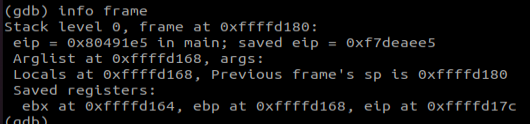 (gdb) info frame
Stack level 0, frame at 0xffffd180:
eip = 0x80491e5 in main; saved eip = 0xf7deaee5
Arglist at 0xffffd168, args:
Locals at 0xffffd168, Previous frame's sp is 0xffffd180
Saved registers:
ebx at 0xffffd164, ebp at 0xffffd168, eip at 0xffffd17c
(gdb)